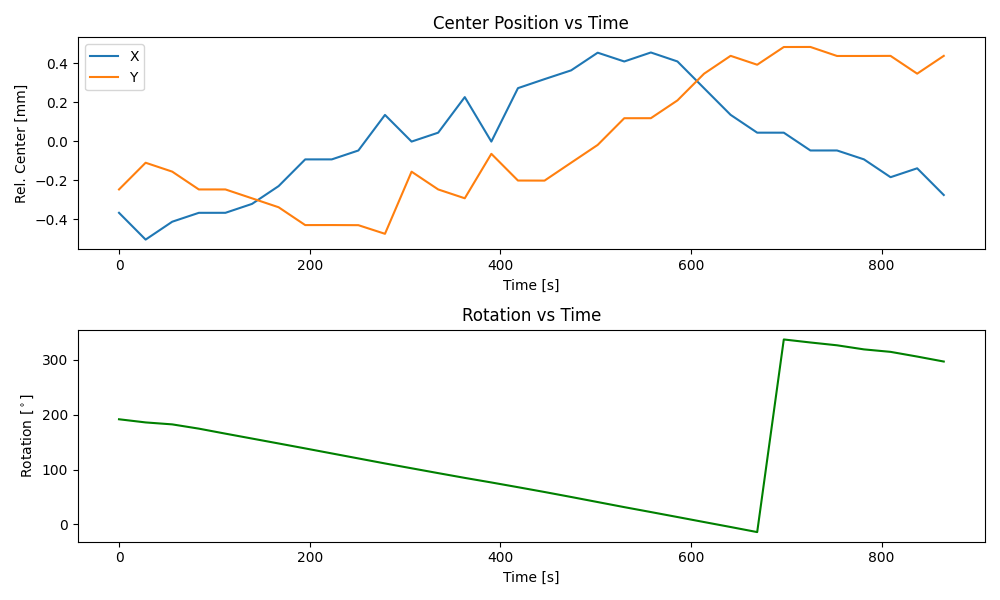 Center Position vs Time
Rel. Center [mm]
0.4
0.2
0.0
−0.2
−0.4
X
Y
0 200 400 600 800
Time [s]
Rotation vs Time
Rotation [°]
300
200
100
0
0 200 400 600 800
Time [s]